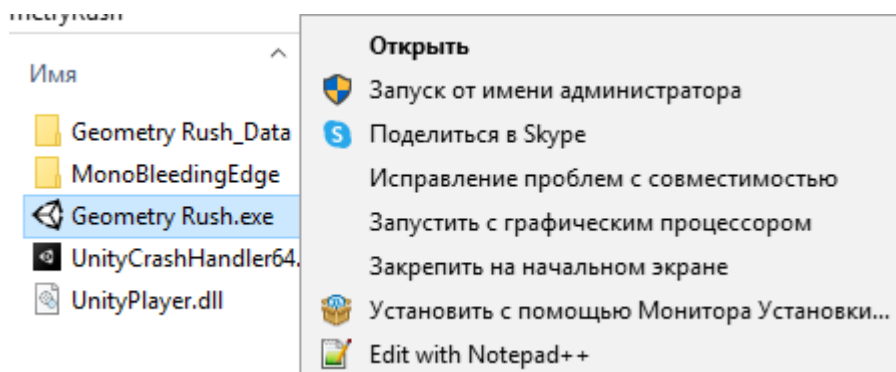 Имя
Geometry Rush_Data
MonoBleedingEdge
Geometry Rush.exe
UnityCrashHandler64.
UnityPlayer.dll
Открыть
Запуск от имени администратора
Поделиться в Skype
Исправление проблем с совместимостью
Запустить с графическим процессором
Закрепить на начальном экране
Установить с помощью Монитора Установки...
Edit with Notepad++